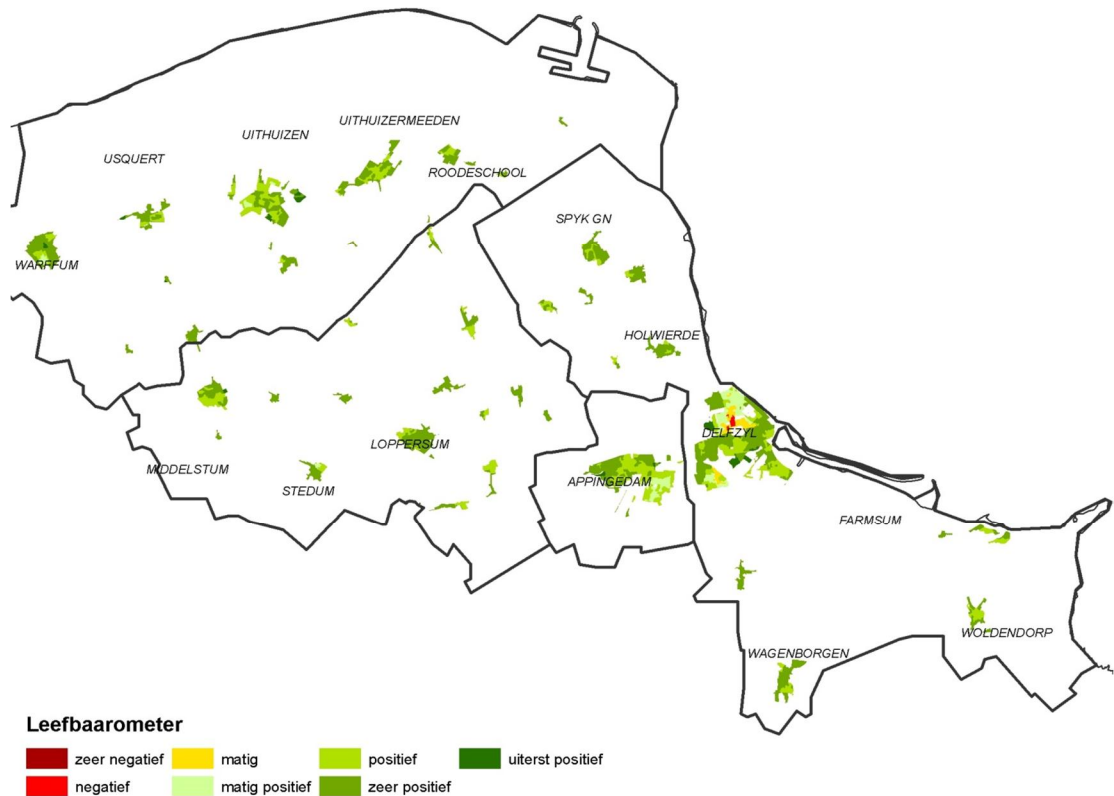 UITHUIZERMEEDEN
UITHUIZEN
USQUERT
ROODESCHOOL
SPYK GN
WARFFUM
HOLWIERDE
DELFZYL
LOPPERSUM
MIDDELSTUM
STEDUM
APPINGEDAM
FARMSUM
WOLDENDORP
WAGENBORGEN
Leefbaarometer
zeer negatief matig positief uiterst positief
negatief matig positief zeer positief